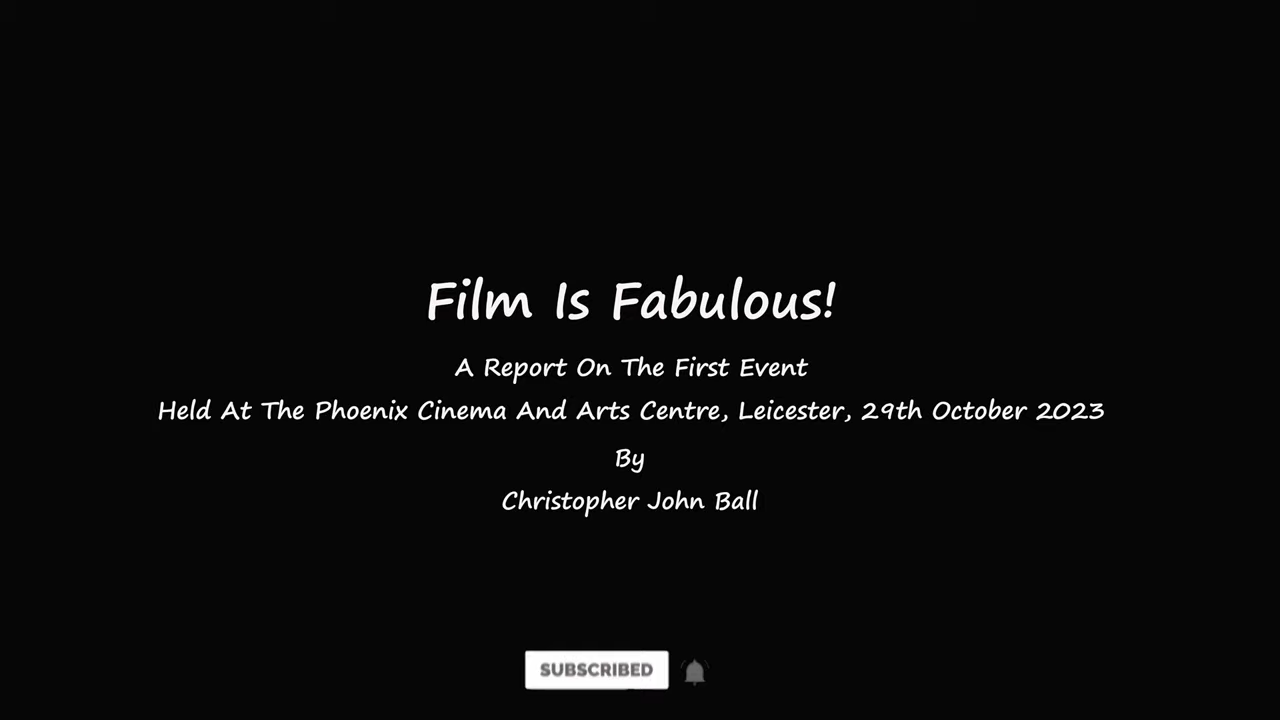 Film Is Fabulous!
A Report On The First Event
Held At The Phoenix Cinema And Arts Centre, Leicester, 29th October 2023
By
Christopher John Ball
SUBSCRIBED